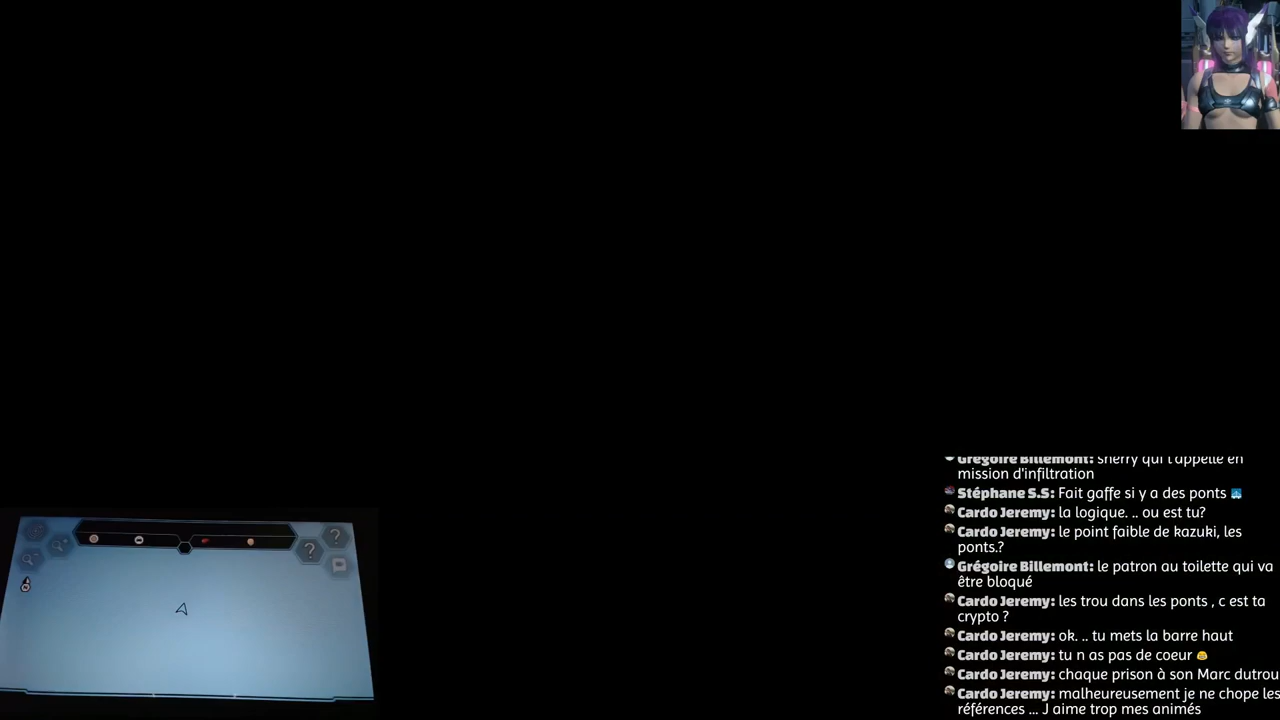 Grégoire Billemont: sherry qui t'appelle en
mission d'infiltration
Stéphane S.S: Fait gaffe si y a des ponts
Cardo Jeremy: la logique. .. ou est tu?
Cardo Jeremy: le point faible de kazuki, les
ponts.?
Grégoire Billemont: le patron au toilette qui va
être bloqué
Cardo Jeremy: les trou dans les ponts , c est ta
crypto ?
Cardo Jeremy: ok. .. tu mets la barre haut
Cardo Jeremy: tu n as pas de coeur
Cardo Jeremy: chaque prison à son Marc dutrou
Cardo Jeremy: malheureusement je ne chope les
références ... J aime trop mes animés
?
?